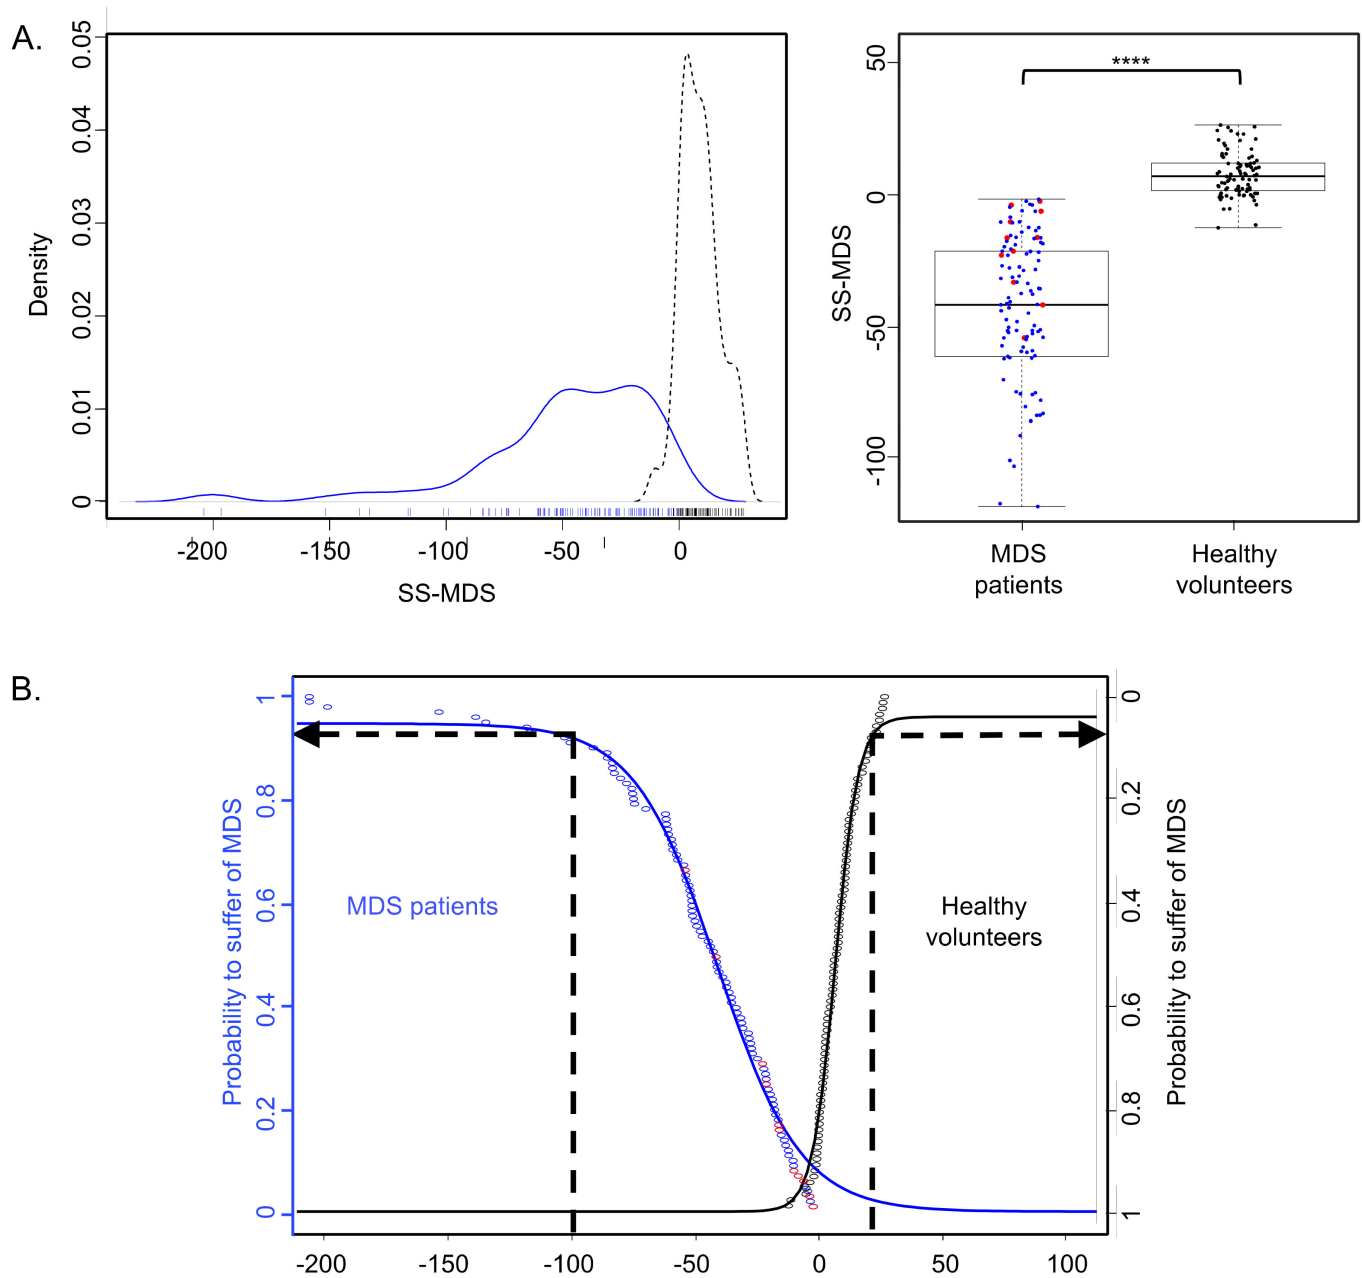 A.
Density
0.05
0.04
0.03
0.02
0.01
0
-200
-150
-100
-50
0
SS-MDS
SS-MDS
50
0
-50
-100
****
MDS
patients
Healthy
volunteers
B.
Probability to suffer of MDS
1
0.8
0.6
0.4
0.2
0
MDS patients
Healthy
volunteers
0
0.2
0.4
0.6
0.8
1
Probability to suffer of MDS
-200
-150
-100
-50
0
50
100